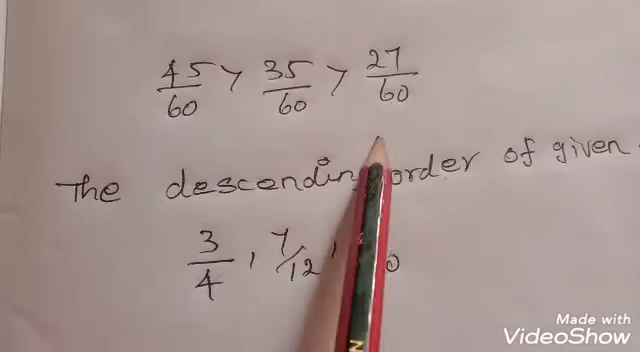 45/60 > 35/60 > 27/60
The descending order of given
3/4 , 7/12 ,
Made with
VideoShow